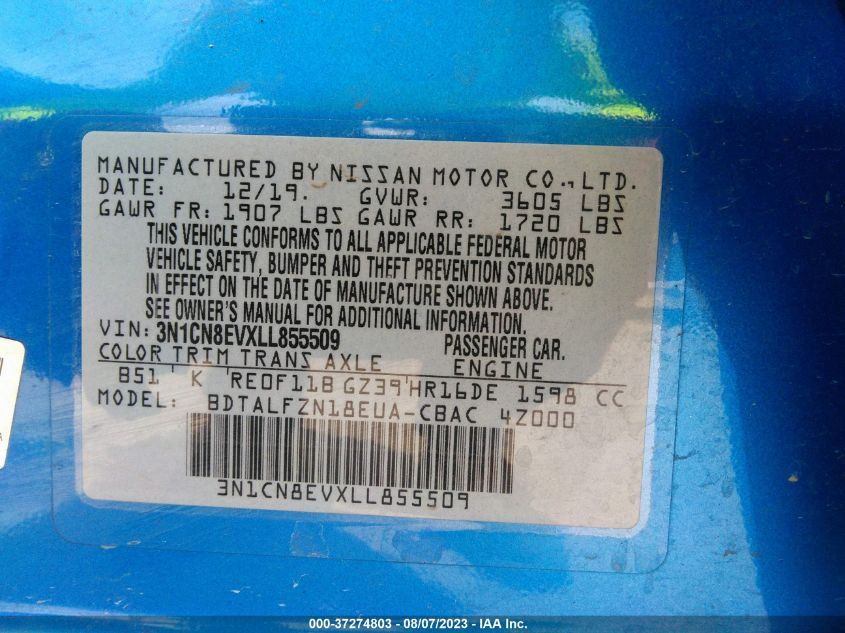 MANUFACTURED BY NISSAN MOTOR CO., LTD.
DATE: 12/19. GVWR: 3605 LBS
GAWR FR: 1907 LBS GAWR RR: 1720 LBS
THIS VEHICLE CONFORMS TO ALL APPLICABLE FEDERAL MOTOR
VEHICLE SAFETY, BUMPER AND THEFT PREVENTION STANDARDS
IN EFFECT ON THE DATE OF MANUFACTURE SHOWN ABOVE.
SEE OWNER'S MANUAL FOR ADDITIONAL INFORMATION.
VIN: 3N1CN8EVXLL855509 PASSENGER CAR.
COLOR TRIM TRANS AXLE ENGINE
B51 K RE0F11B GZ39 HR16DE 1598 CC
MODEL: BDTALFZN18EUA-CBAC 4Z000
3N1CN8EVXLL855509
000-37274803 - 08/07/2023 - IAA Inc.